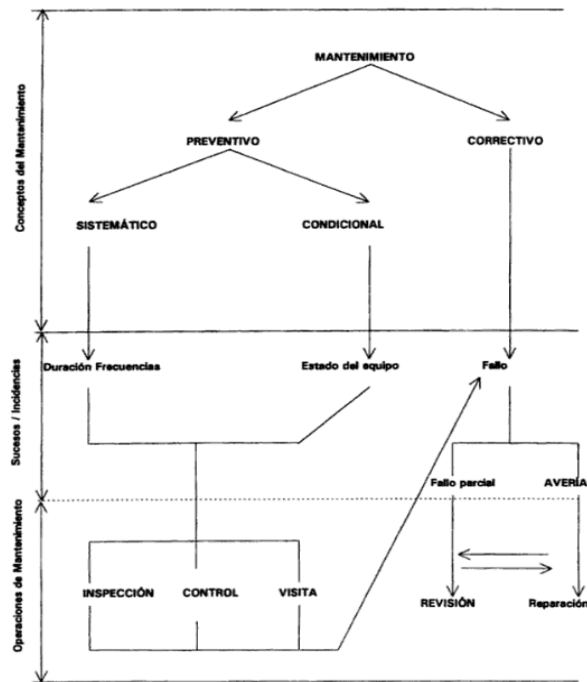 MANTENIMIENTO
PREVENTIVO
CORRECTIVO
SISTEMÁTICO
CONDICIONAL
Conceptos del Mantenimiento
Duración Frecuencias
Estado del equipo
Fallo
Sucesos / Incidencias
Fallo parcial
AVERÍA
Operaciones de Mantenimiento
INSPECCIÓN
CONTROL
VISITA
REVISIÓN
Reparación